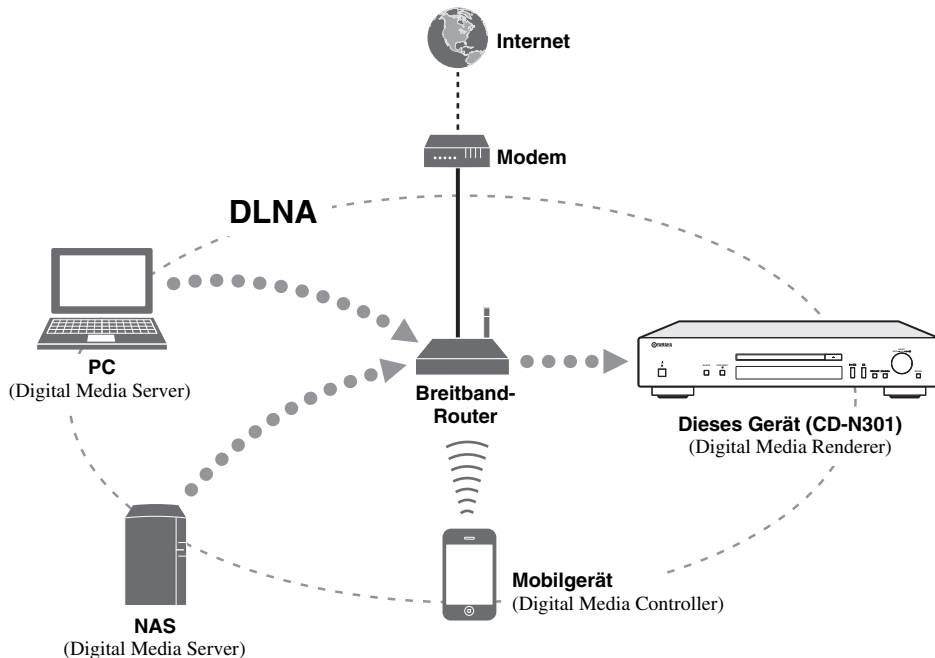 Internet
Modem
DLNA
PC
(Digital Media Server)
Breitband-
Router
YAMAHA
Dieses Gerät (CD-N301)
(Digital Media Renderer)
Mobilgerät
(Digital Media Controller)
NAS
(Digital Media Server)